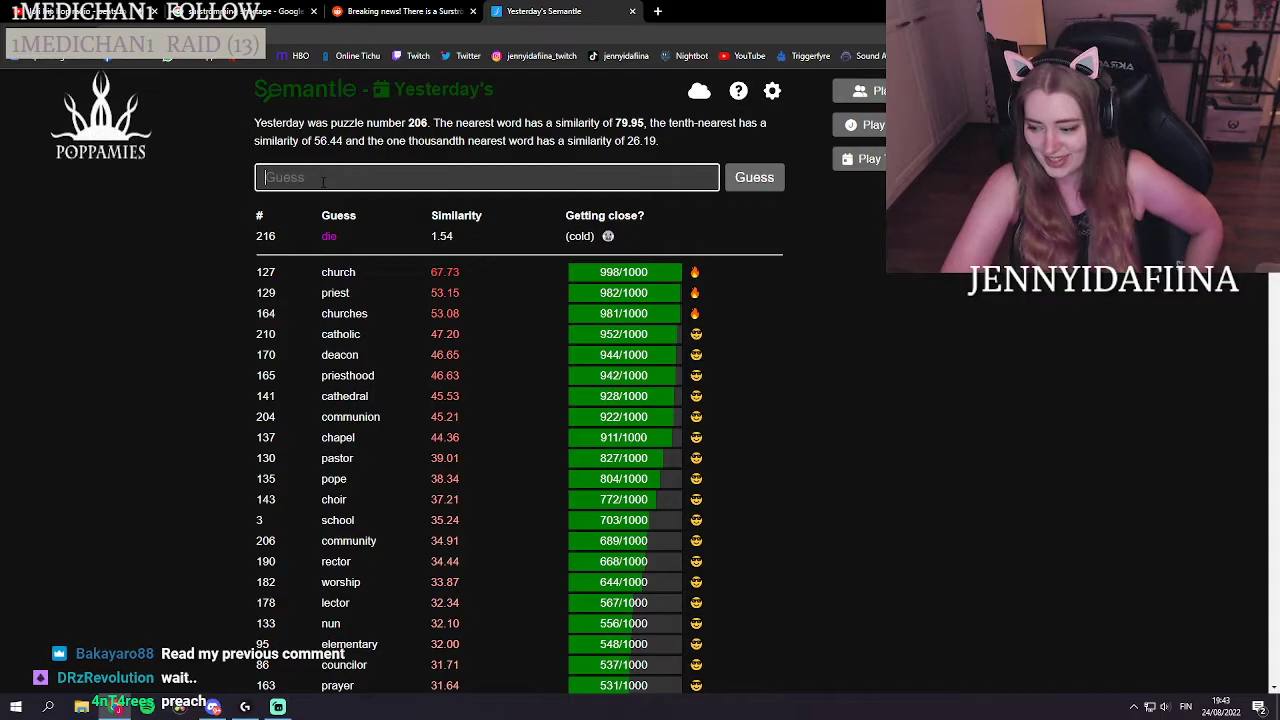 1MEDICHAN1 FOLLOW
1MEDICHAN1 RAID (13)
Breaking news! There is a Surstro
Yesterday's Semantle
HBO
Online Tichu
Twitch
Twitter
jennyidafiina_twitch
TikTok
Nightbot
YouTube
Triggerfyre
Sound A
POPPAMIES
Semantle - Yesterday's
Yesterday was puzzle number 206. The nearest word has a similarity of 79.95, the tenth-nearest has a
similarity of 56.44 and the one thousandth nearest word has a similarity of 26.19.
Guess
Guess
Pla
Play
Play T
# Guess Similarity Getting close?
216 die 1.54 (cold)
127 church 67.73 998/1000
129 priest 53.15 982/1000
164 churches 53.08 981/1000
210 catholic 47.20 952/1000
170 deacon 46.65 944/1000
165 priesthood 46.63 942/1000
141 cathedral 45.53 928/1000
204 communion 45.21 922/1000
137 chapel 44.36 911/1000
130 pastor 39.01 827/1000
135 pope 38.34 804/1000
143 choir 37.21 772/1000
3 school 35.24 703/1000
206 community 34.91 689/1000
190 rector 34.44 668/1000
182 worship 33.87 644/1000
178 lector 32.34 567/1000
133 nun 32.10 556/1000
95 elementary 32.00 548/1000
86 councilor 31.71 537/1000
163 prayer 31.64 531/1000
JENNYIDAFIINA
Bakayaro88 Read my previous comment
DRzRevolution wait..
4nT4rees preach
FIN
19:43
24/08/2022
2